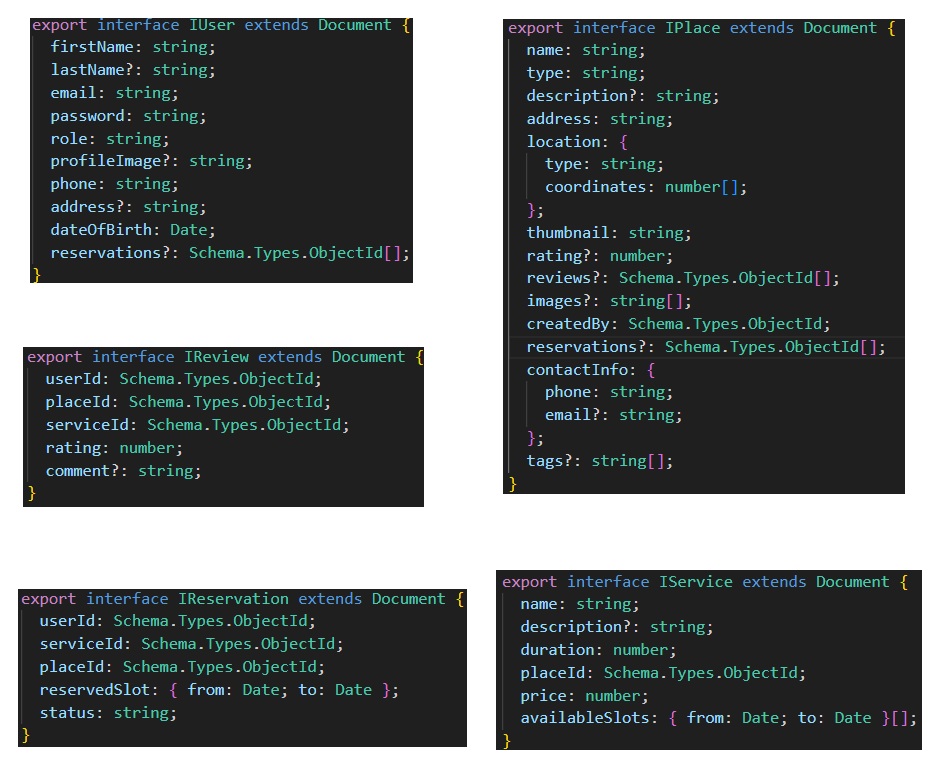 export interface IUser extends Document {
firstName: string;
lastName?: string;
email: string;
password: string;
role: string;
profileImage?: string;
phone: string;
address?: string;
dateOfBirth: Date;
reservations?: Schema.Types.ObjectId[];
}
export interface IPlace extends Document {
name: string;
type: string;
description?: string;
address: string;
location: {
type: string;
coordinates: number[];
};
thumbnail: string;
rating?: number;
reviews?: Schema.Types.ObjectId[];
images?: string[];
createdBy: Schema.Types.ObjectId;
reservations?: Schema.Types.ObjectId[];
contactInfo: {
phone: string;
email?: string;
};
tags?: string[];
}
export interface IReview extends Document {
userId: Schema.Types.ObjectId;
placeId: Schema.Types.ObjectId;
serviceId: Schema.Types.ObjectId;
rating: number;
comment?: string;
}
export interface IReservation extends Document {
userId: Schema.Types.ObjectId;
serviceId: Schema.Types.ObjectId;
placeId: Schema.Types.ObjectId;
reservedSlot: { from: Date; to: Date };
status: string;
}
export interface IService extends Document {
name: string;
description?: string;
duration: number;
placeId: Schema.Types.ObjectId;
price: number;
availableSlots: { from: Date; to: Date }[];
}